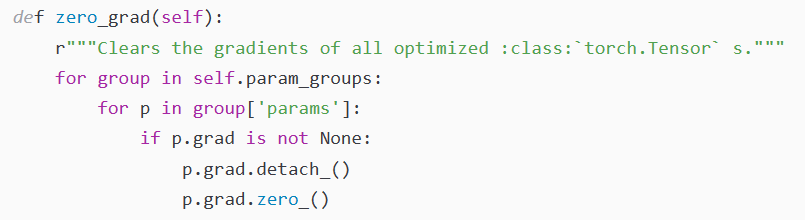 def zero_grad(self):
    r"""Clears the gradients of all optimized :class:`torch.Tensor` s."""
    for group in self.param_groups:
        for p in group['params']:
            if p.grad is not None:
                p.grad.detach_()
                p.grad.zero_()